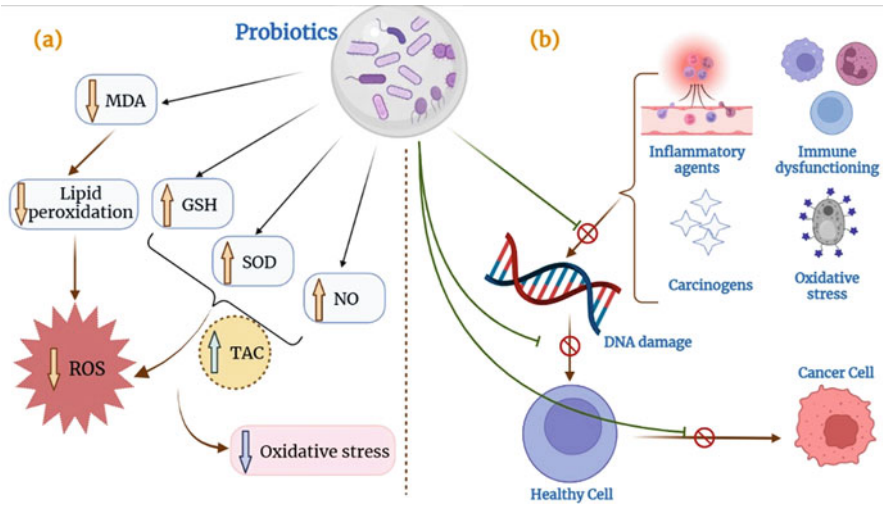 (a)
Probiotics
(b)
MDA
Lipid
peroxidation
GSH
SOD
NO
TAC
ROS
Oxidative stress
Inflammatory
agents
Immune
dysfunctioning
Carcinogens
Oxidative
stress
DNA damage
Cancer Cell
Healthy Cell